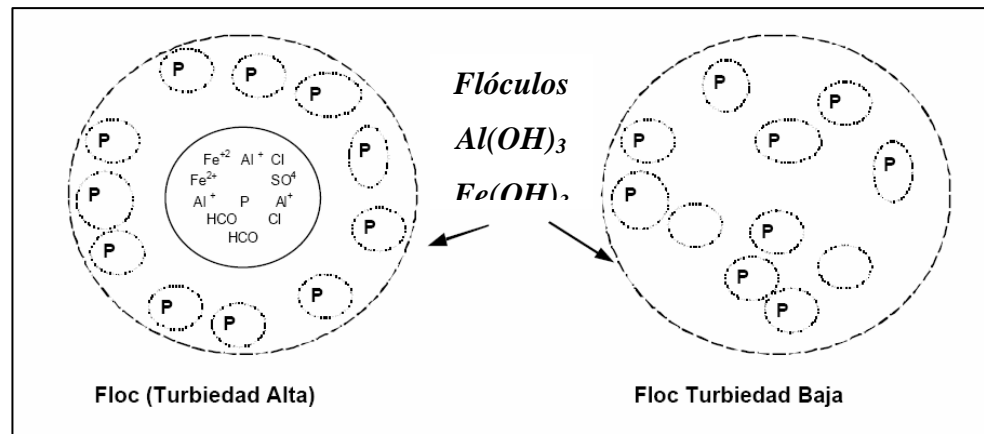 P P P P P P P P P P P P
Fe+2 Al+ Cl
Fe2+ SO4
Al+ P Al+
HCO Cl
HCO
Flóculos
Al(OH)3
Fe(OH)3
P P P P P P P P P
Floc (Turbiedad Alta)
Floc Turbiedad Baja